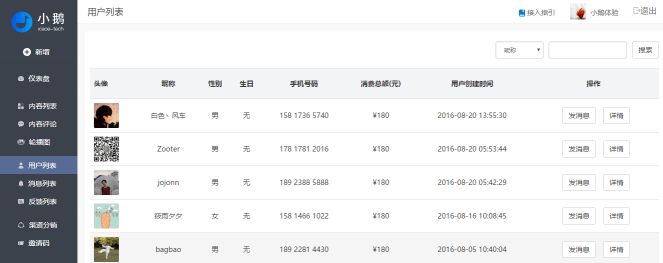 小鹅
xiaoe-tech
用户列表
接入指引
小鹅体验
退出
新增
仪表盘
内容列表
内容评论
轮播图
用户列表
消息列表
反馈列表
渠道分销
邀请码
昵称
搜索
头像 昵称 性别 生日 手机号码 消费总额(元) 用户创建时间 操作
白色丶风车 男 无 158 1736 5740 ¥180 2016-08-20 13:55:30 发消息 详情
Zooter 男 无 178 1781 2016 ¥180 2016-08-20 05:53:44 发消息 详情
jojonn 男 无 189 2388 5888 ¥180 2016-08-20 05:42:29 发消息 详情
夜雨夕夕 女 无 158 1466 1022 ¥180 2016-08-16 10:08:45 发消息 详情
bagbao 男 无 189 2281 4430 ¥180 2016-08-05 10:40:04 发消息 详情